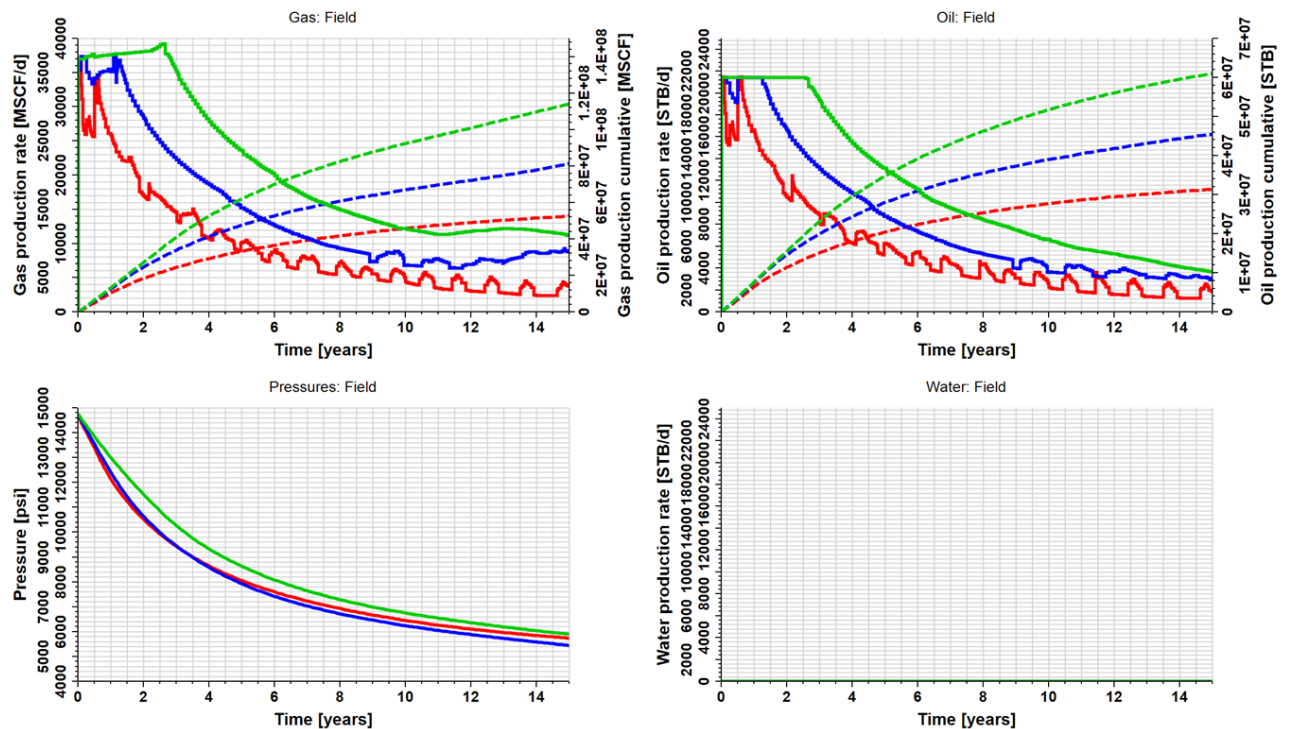 Gas: Field
Gas production rate [MSCF/d]
0 5000 10000 15000 20000 25000 30000 35000 40000
0 2E+07 4E+07 6E+07 8E+07 1E+08 1.2E+08 1.4E+08
Gas production cumulative [MSCF]
0 2 4 6 8 10 12 14
Time [years]
Oil: Field
Oil production rate [STB/d]
0 2000 4000 6000 8000 10000 12000 14000 16000 18000 20000 22000 24000
0 1E+07 2E+07 3E+07 4E+07 5E+07 6E+07 7E+07
Oil production cumulative [STB]
0 2 4 6 8 10 12 14
Time [years]
Pressures: Field
Pressure [psi]
4000 5000 6000 7000 8000 9000 10000 11000 12000 13000 14000 15000
0 2 4 6 8 10 12 14
Time [years]
Water: Field
Water production rate [STB/d]
0 2000 4000 6000 8000 10000 12000 14000 16000 18000 20000 22000 24000
0 2 4 6 8 10 12 14
Time [years]